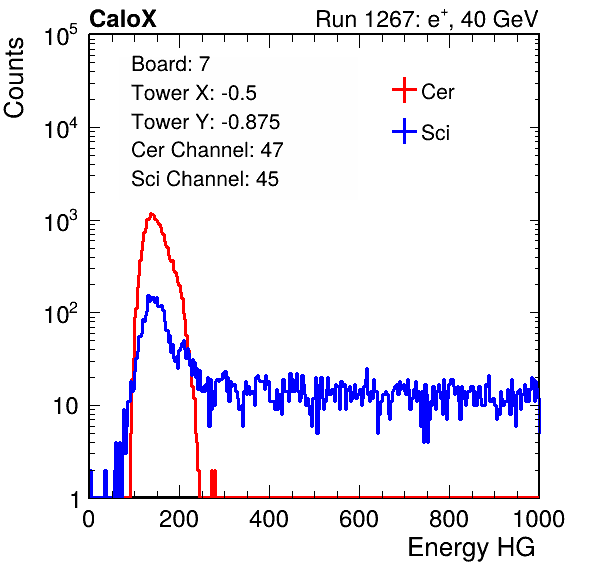 CaloX Run 1267: e⁺, 40 GeV
Counts
10⁵
10⁴
10³
10²
10
1
Board: 7
Tower X: -0.5
Tower Y: -0.875
Cer Channel: 47
Sci Channel: 45
Cer
Sci
0 200 400 600 800 1000
Energy HG